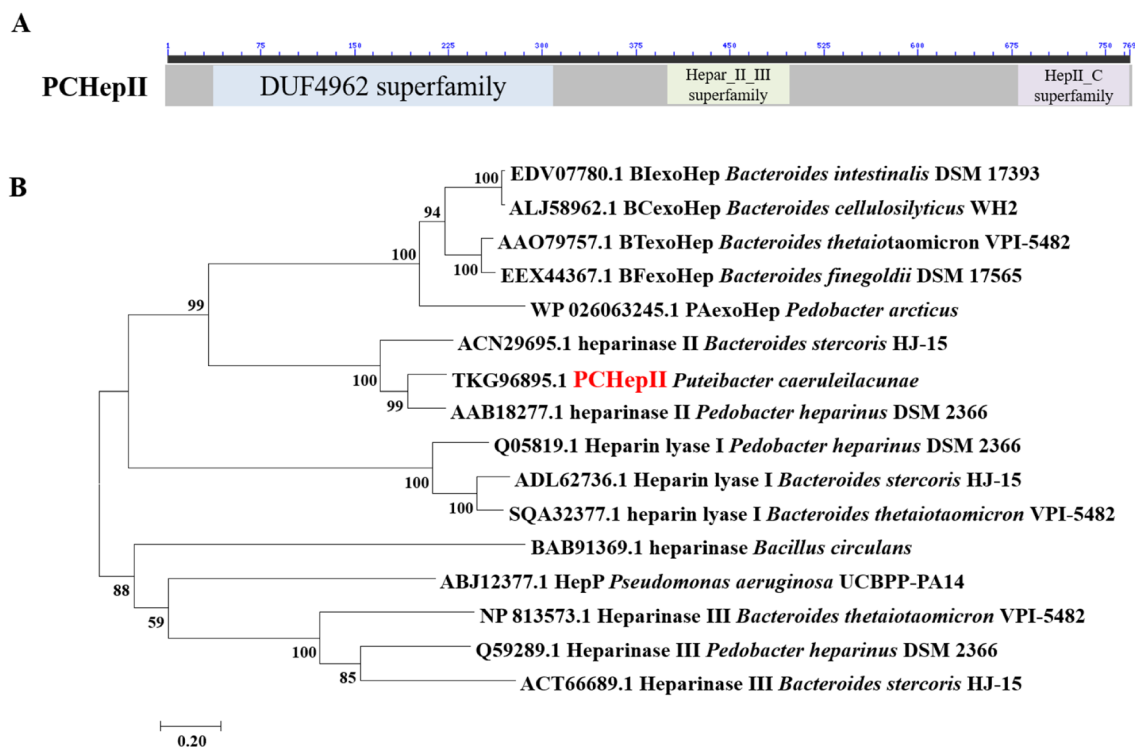 A
1 75 150 225 300 375 450 525 600 675 750 769
PCHepII
DUF4962 superfamily
Hepar_II_III
superfamily
HepII_C
superfamily
B
EDV07780.1 BIexoHep Bacteroides intestinalis DSM 17393
100
ALJ58962.1 BCexoHep Bacteroides cellulosilyticus WH2
94
AAO79757.1 BTexoHep Bacteroides thetaiotaomicron VPI-5482
100
100
EEX44367.1 BFexoHep Bacteroides finegoldii DSM 17565
99
WP 026063245.1 PAexoHep Pedobacter arcticus
ACN29695.1 heparinase II Bacteroides stercoris HJ-15
100
TKG96895.1 PCHepII Puteibacter caeruleilacunae
99
AAB18277.1 heparinase II Pedobacter heparinus DSM 2366
Q05819.1 Heparin lyase I Pedobacter heparinus DSM 2366
100
ADL62736.1 Heparin lyase I Bacteroides stercoris HJ-15
100
SQA32377.1 heparin lyase I Bacteroides thetaiotaomicron VPI-5482
BAB91369.1 heparinase Bacillus circulans
88
ABJ12377.1 HepP Pseudomonas aeruginosa UCBPP-PA14
59
NP 813573.1 Heparinase III Bacteroides thetaiotaomicron VPI-5482
100
Q59289.1 Heparinase III Pedobacter heparinus DSM 2366
85
ACT66689.1 Heparinase III Bacteroides stercoris HJ-15
0.20